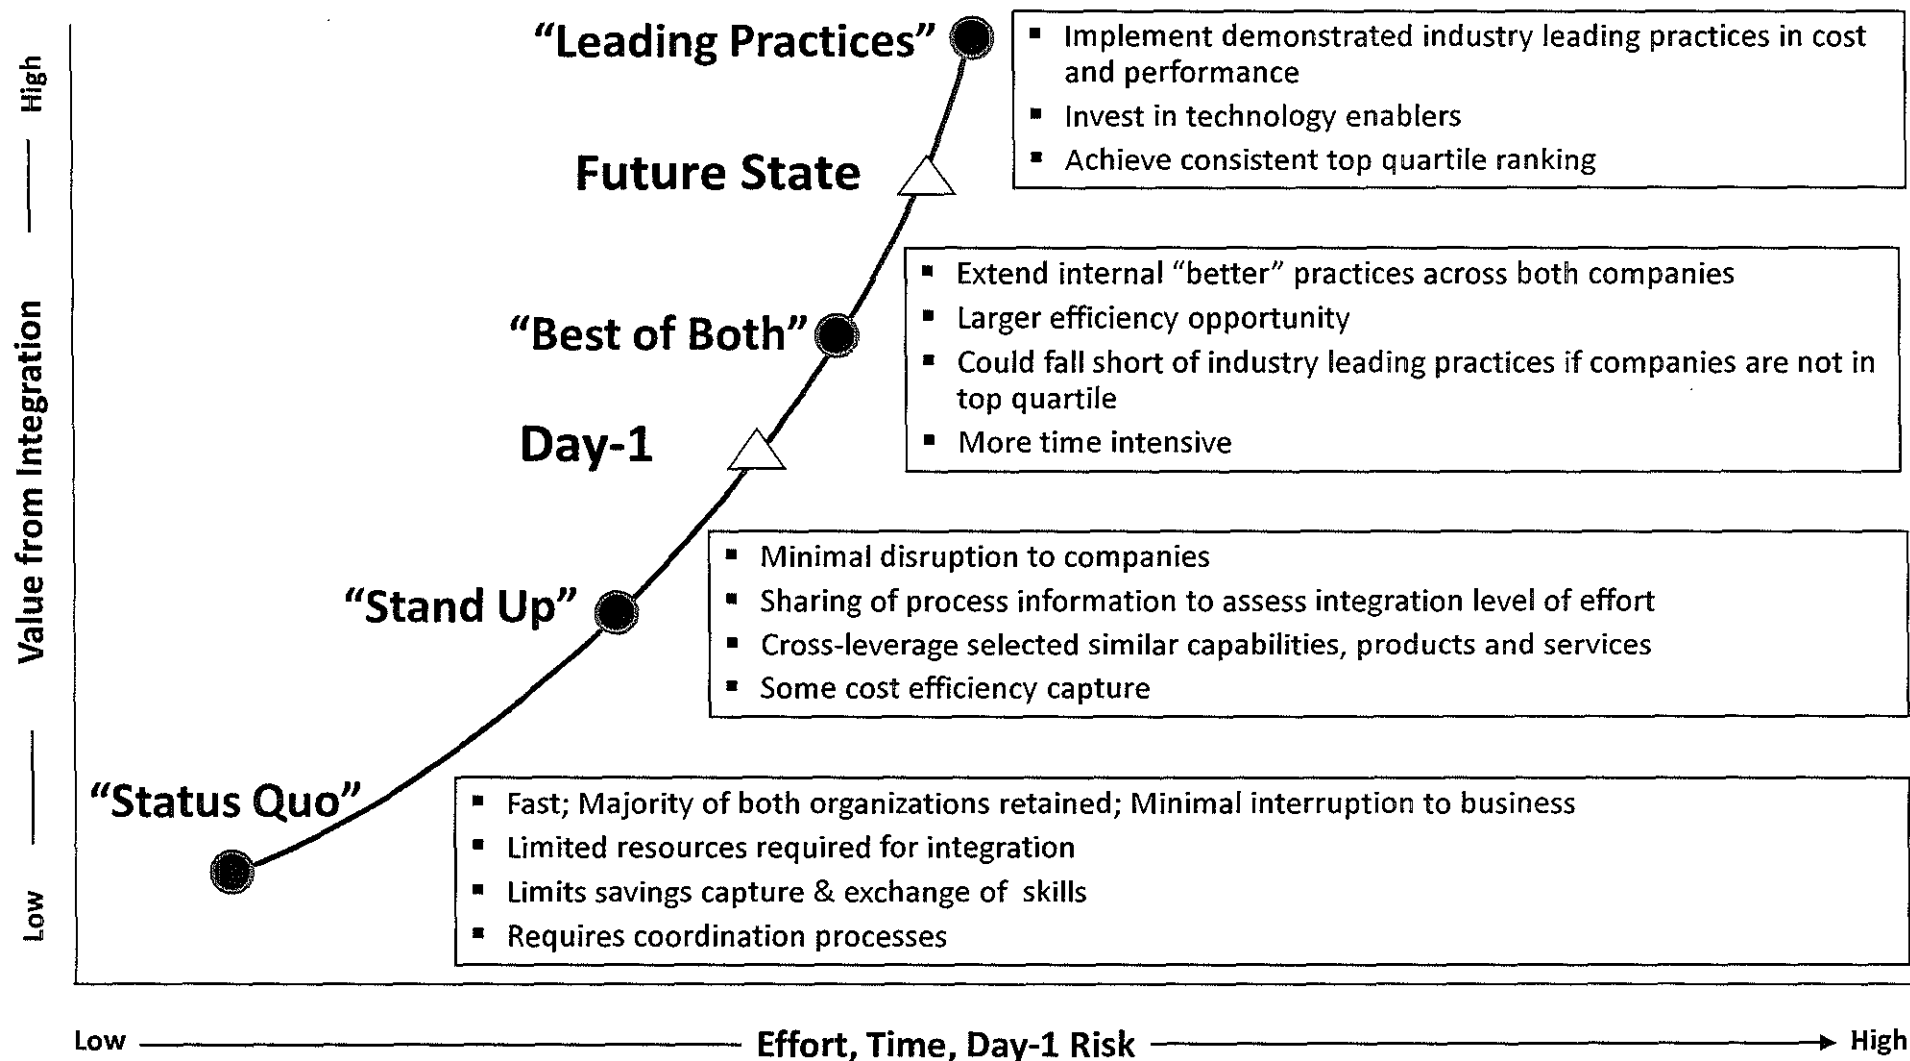 “Leading Practices”
▪ Implement demonstrated industry leading practices in cost
and performance
▪ Invest in technology enablers
▪ Achieve consistent top quartile ranking
Future State
“Best of Both”
▪ Extend internal “better” practices across both companies
▪ Larger efficiency opportunity
▪ Could fall short of industry leading practices if companies are not in
top quartile
▪ More time intensive
Day-1
“Stand Up”
▪ Minimal disruption to companies
▪ Sharing of process information to assess integration level of effort
▪ Cross-leverage selected similar capabilities, products and services
▪ Some cost efficiency capture
“Status Quo”
▪ Fast; Majority of both organizations retained; Minimal interruption to business
▪ Limited resources required for integration
▪ Limits savings capture & exchange of skills
▪ Requires coordination processes
Low Value from Integration High
Low Effort, Time, Day-1 Risk High